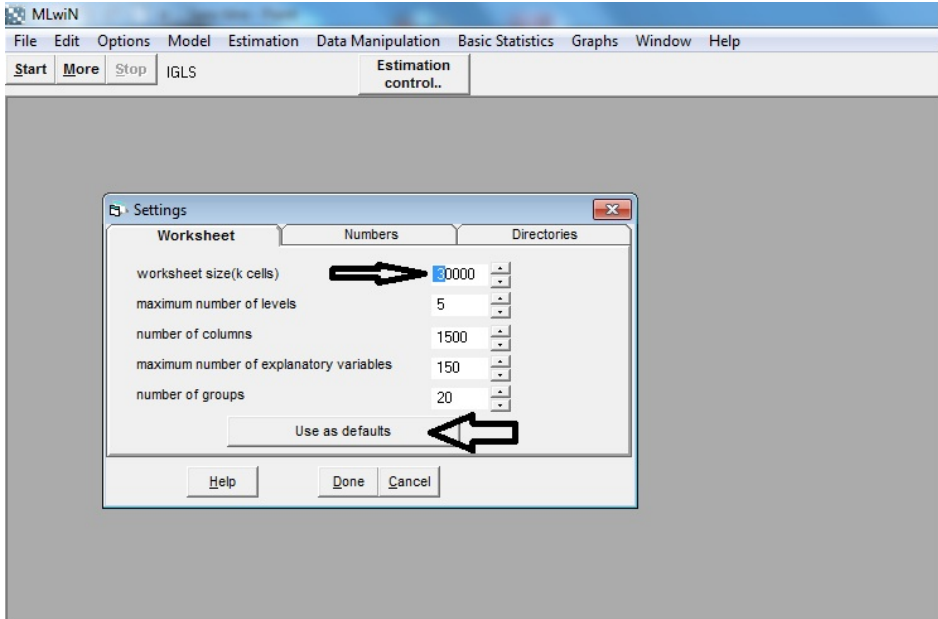 MLwiN
File Edit Options Model Estimation Data Manipulation Basic Statistics Graphs Window Help
Start More Stop IGLS Estimation control..
Settings
Worksheet Numbers Directories
worksheet size(k cells) 30000
maximum number of levels 5
number of columns 1500
maximum number of explanatory variables 150
number of groups 20
Use as defaults
Help Done Cancel